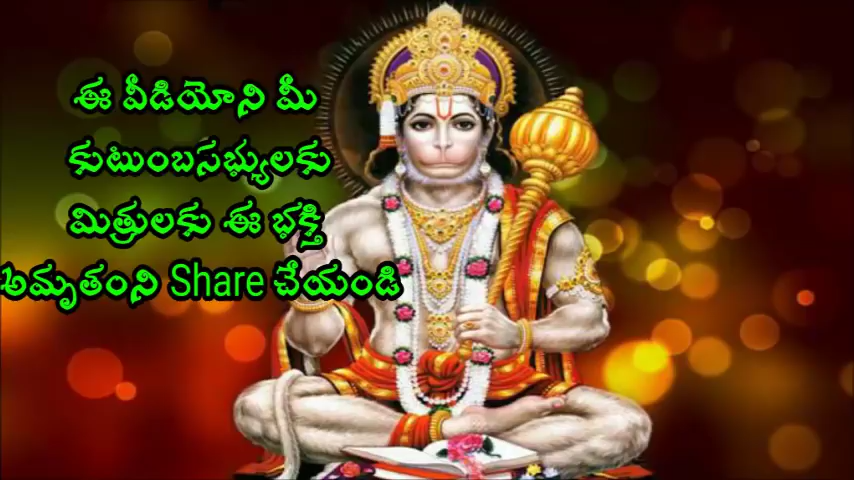 ఈ వీడియోని మీ
కుటుంబసభ్యులకు
మిత్రులకు ఈ భక్తి
అమృతంని Share చేయండి